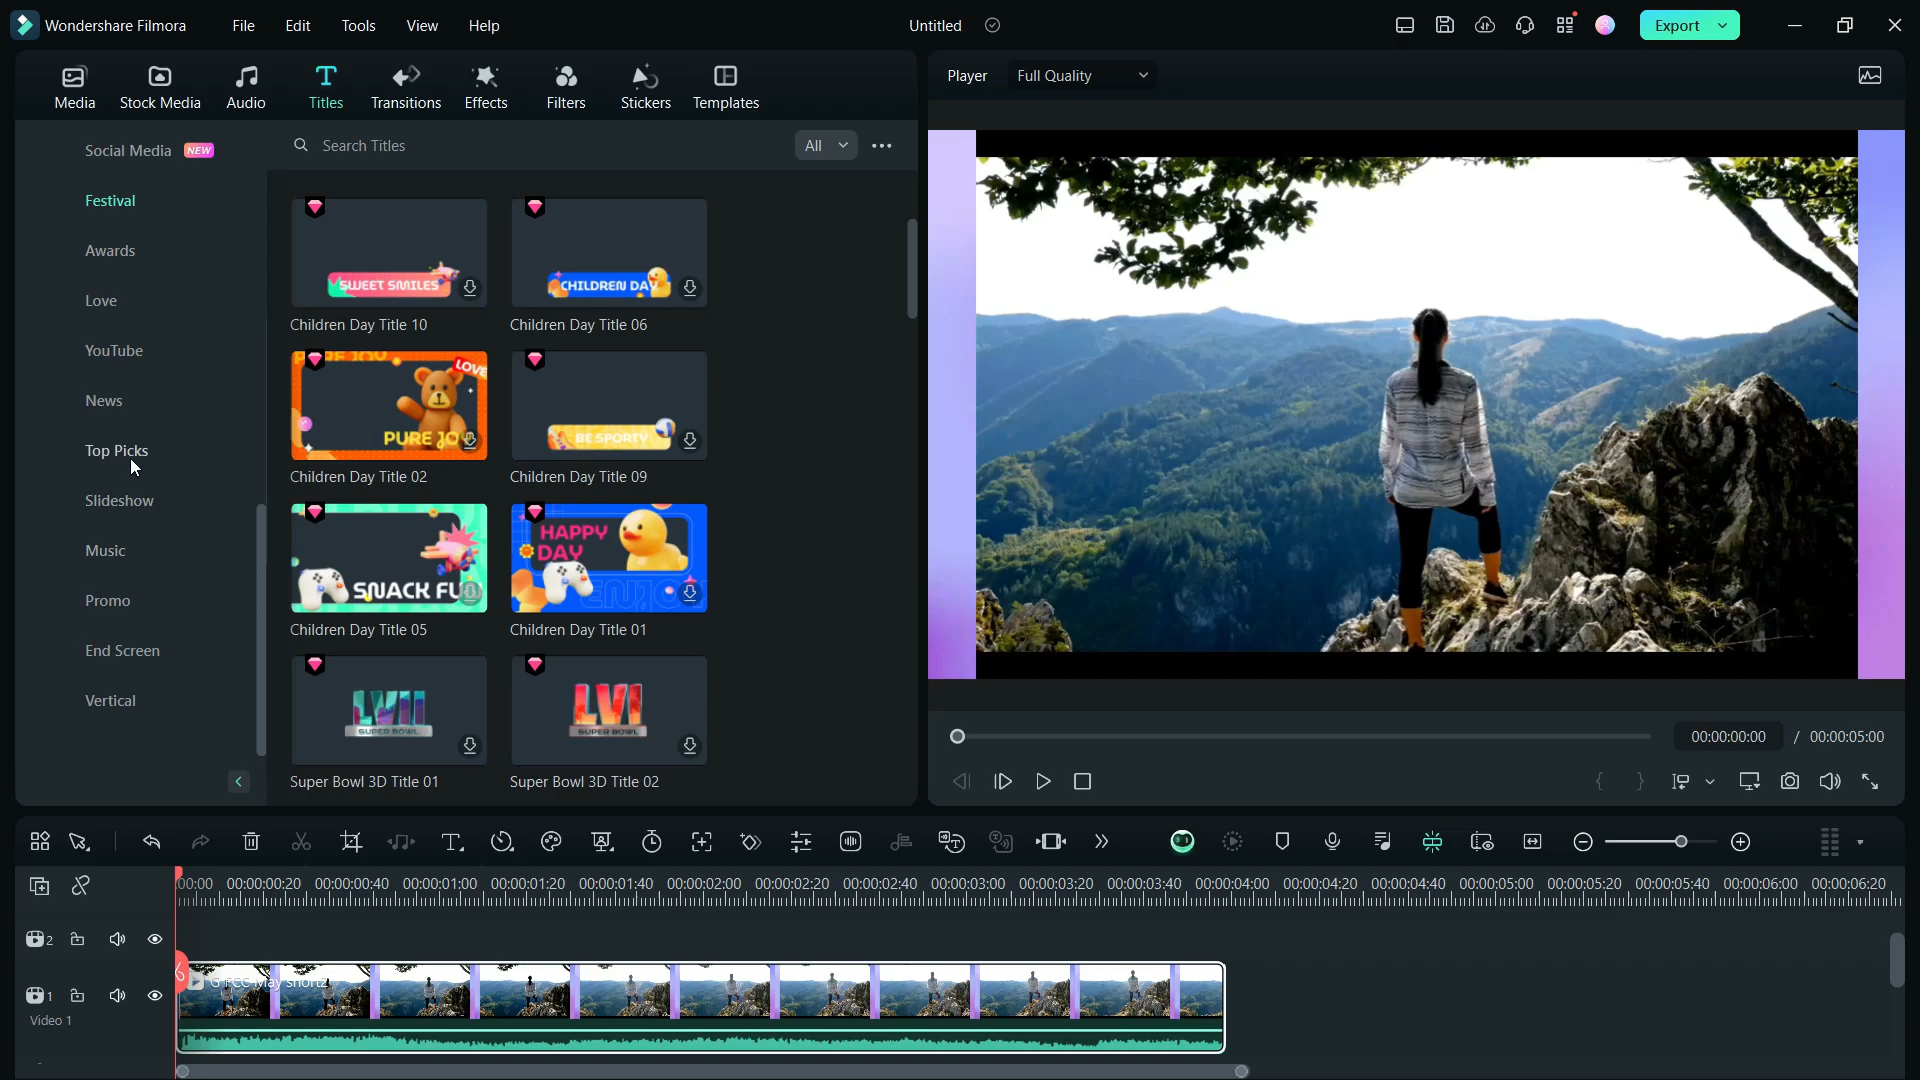 Wondershare Filmora
File
Edit
Tools
View
Help
Untitled
Export
Media
Stock Media
Audio
Titles
Transitions
Effects
Filters
Stickers
Templates
Player
Full Quality
Social Media NEW
Festival
Awards
Love
YouTube
News
Top Picks
Slideshow
Music
Promo
End Screen
Vertical
Search Titles
All
SWEET SMILES
CHILDREN DAY
Children Day Title 10
Children Day Title 06
PURE JOY
LOVE
PURE JO
BE SPORTY
Children Day Title 02
Children Day Title 09
SNACK FU
HAPPY
DAY
ENJO
Children Day Title 05
Children Day Title 01
LVII
SUPER BOWL
LVI
SUPER BOWL
Super Bowl 3D Title 01
Super Bowl 3D Title 02
00:00:00:00 / 00:00:05:00
00:00 00:00:00:20 00:00:00:40 00:00:01:00 00:00:01:20 00:00:01:40 00:00:02:00 00:00:02:20 00:00:02:40 00:00:03:00 00:00:03:20 00:00:03:40 00:00:04:00 00:00:04:20 00:00:04:40 00:00:05:00 00:00:05:20 00:00:05:40 00:00:06:00 00:00:06:20
2
1
G FCC May short2
Video 1